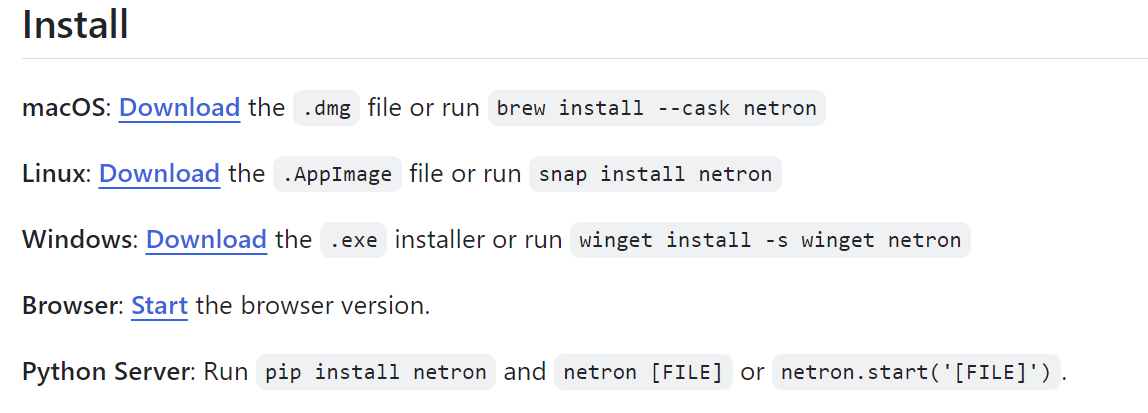 Install
macOS: Download the .dmg file or run brew install --cask netron
Linux: Download the .AppImage file or run snap install netron
Windows: Download the .exe installer or run winget install -s winget netron
Browser: Start the browser version.
Python Server: Run pip install netron and netron [FILE] or netron.start('[FILE]').